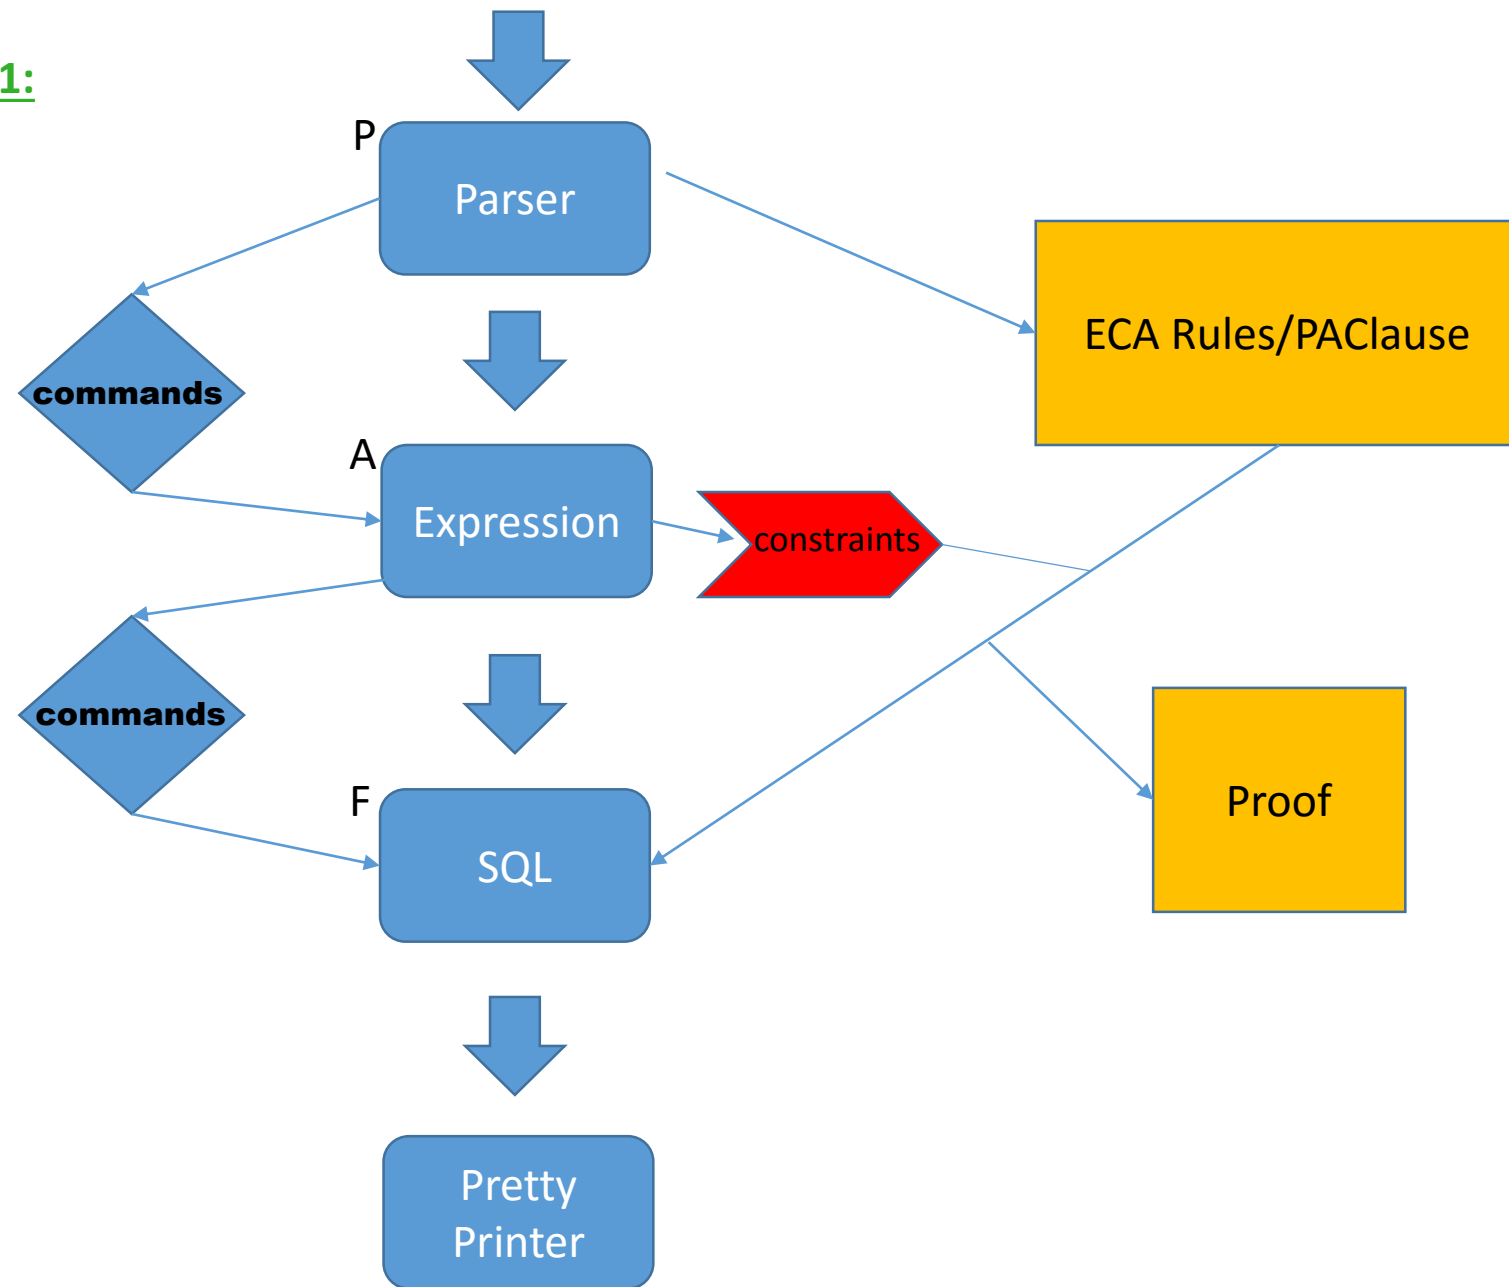 1:
P
Parser
ECA Rules/PAClause
commands
A
Expression
constraints
commands
F
SQL
Proof
Pretty
Printer